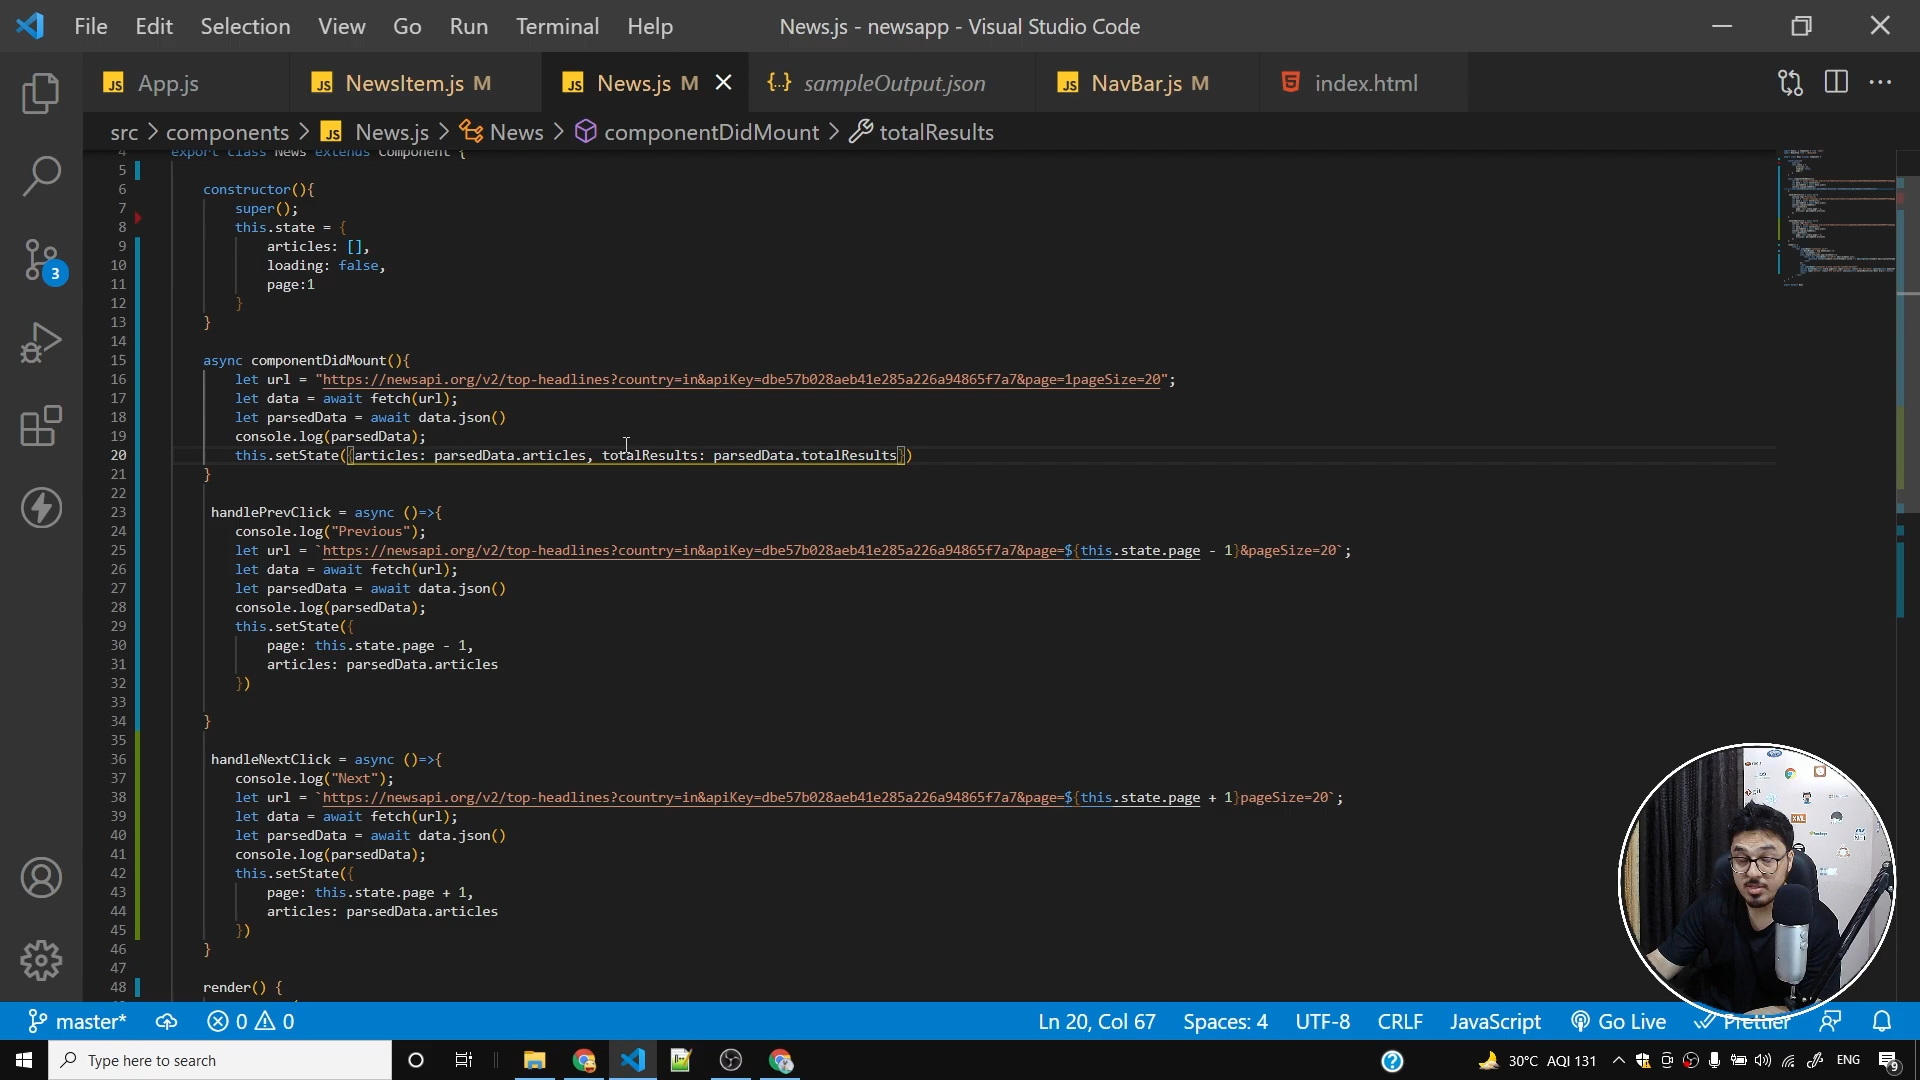 File Edit Selection View Go Run Terminal Help News.js - newsapp - Visual Studio Code
JS App.js JS NewsItem.js M JS News.js M {..} sampleOutput.json JS NavBar.js M index.html
src > components > JS News.js > News > componentDidMount > totalResults
4 export class News extends Component {
5
6 constructor(){
7 super();
8 this.state = {
9 articles: [],
10 loading: false,
11 page:1
12 }
13 }
14
15 async componentDidMount(){
16 let url = "https://newsapi.org/v2/top-headlines?country=in&apiKey=dbe57b028aeb41e285a226a94865f7a7&page=1pageSize=20";
17 let data = await fetch(url);
18 let parsedData = await data.json()
19 console.log(parsedData);
20 this.setState({articles: parsedData.articles, totalResults: parsedData.totalResults})
21 }
22
23 handlePrevClick = async ()=>{
24 console.log("Previous");
25 let url = `https://newsapi.org/v2/top-headlines?country=in&apiKey=dbe57b028aeb41e285a226a94865f7a7&page=${this.state.page - 1}&pageSize=20`;
26 let data = await fetch(url);
27 let parsedData = await data.json()
28 console.log(parsedData);
29 this.setState({
30 page: this.state.page - 1,
31 articles: parsedData.articles
32 })
33
34 }
35
36 handleNextClick = async ()=>{
37 console.log("Next");
38 let url = `https://newsapi.org/v2/top-headlines?country=in&apiKey=dbe57b028aeb41e285a226a94865f7a7&page=${this.state.page + 1}pageSize=20`;
39 let data = await fetch(url);
40 let parsedData = await data.json()
41 console.log(parsedData);
42 this.setState({
43 page: this.state.page + 1,
44 articles: parsedData.articles
45 })
46 }
47
48 render() {
3
master* 0 0 Ln 20, Col 67 Spaces: 4 UTF-8 CRLF JavaScript Go Live Prettier
Type here to search 30°C AQI 131 ENG 9